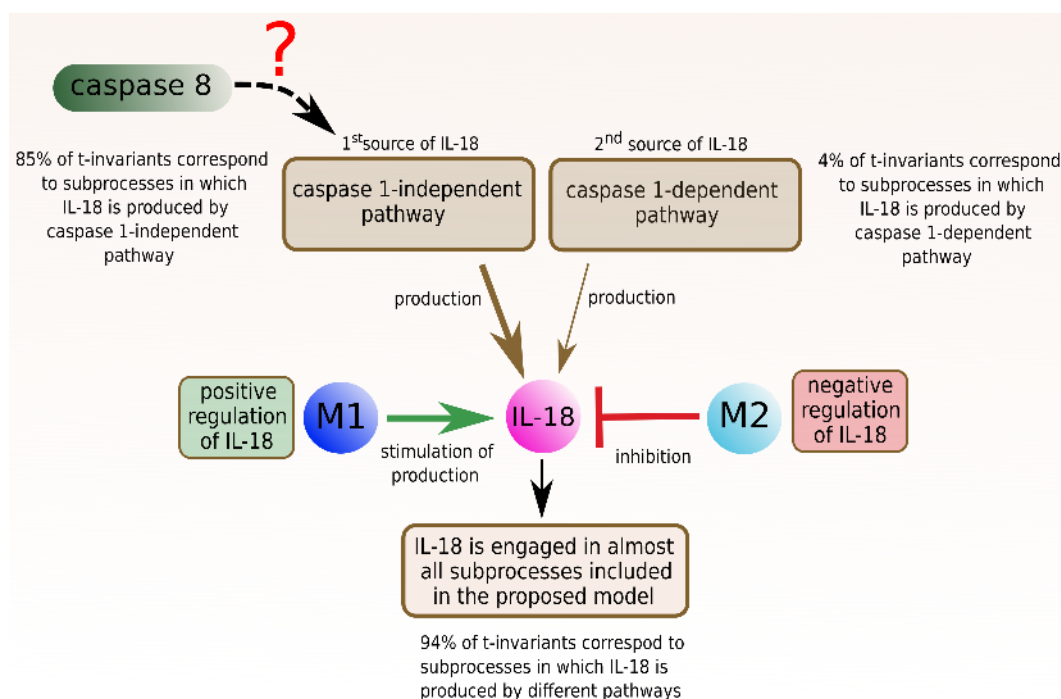 ?
caspase 8
1st source of IL-18
2nd source of IL-18
85% of t-invariants correspond
to subprocesses in which
IL-18 is produced by
caspase 1-independent
pathway
caspase 1-independent
pathway
caspase 1-dependent
pathway
4% of t-invariants correspond
to subprocesses in which
IL-18 is produced by
caspase 1-dependent
pathway
production
production
positive
regulation
of IL-18
M1
stimulation of
production
IL-18
inhibition
M2
negative
regulation
of IL-18
IL-18 is engaged in almost
all subprocesses included
in the proposed model
94% of t-invariants correspod to
subprocesses in which IL-18 is
produced by different pathways